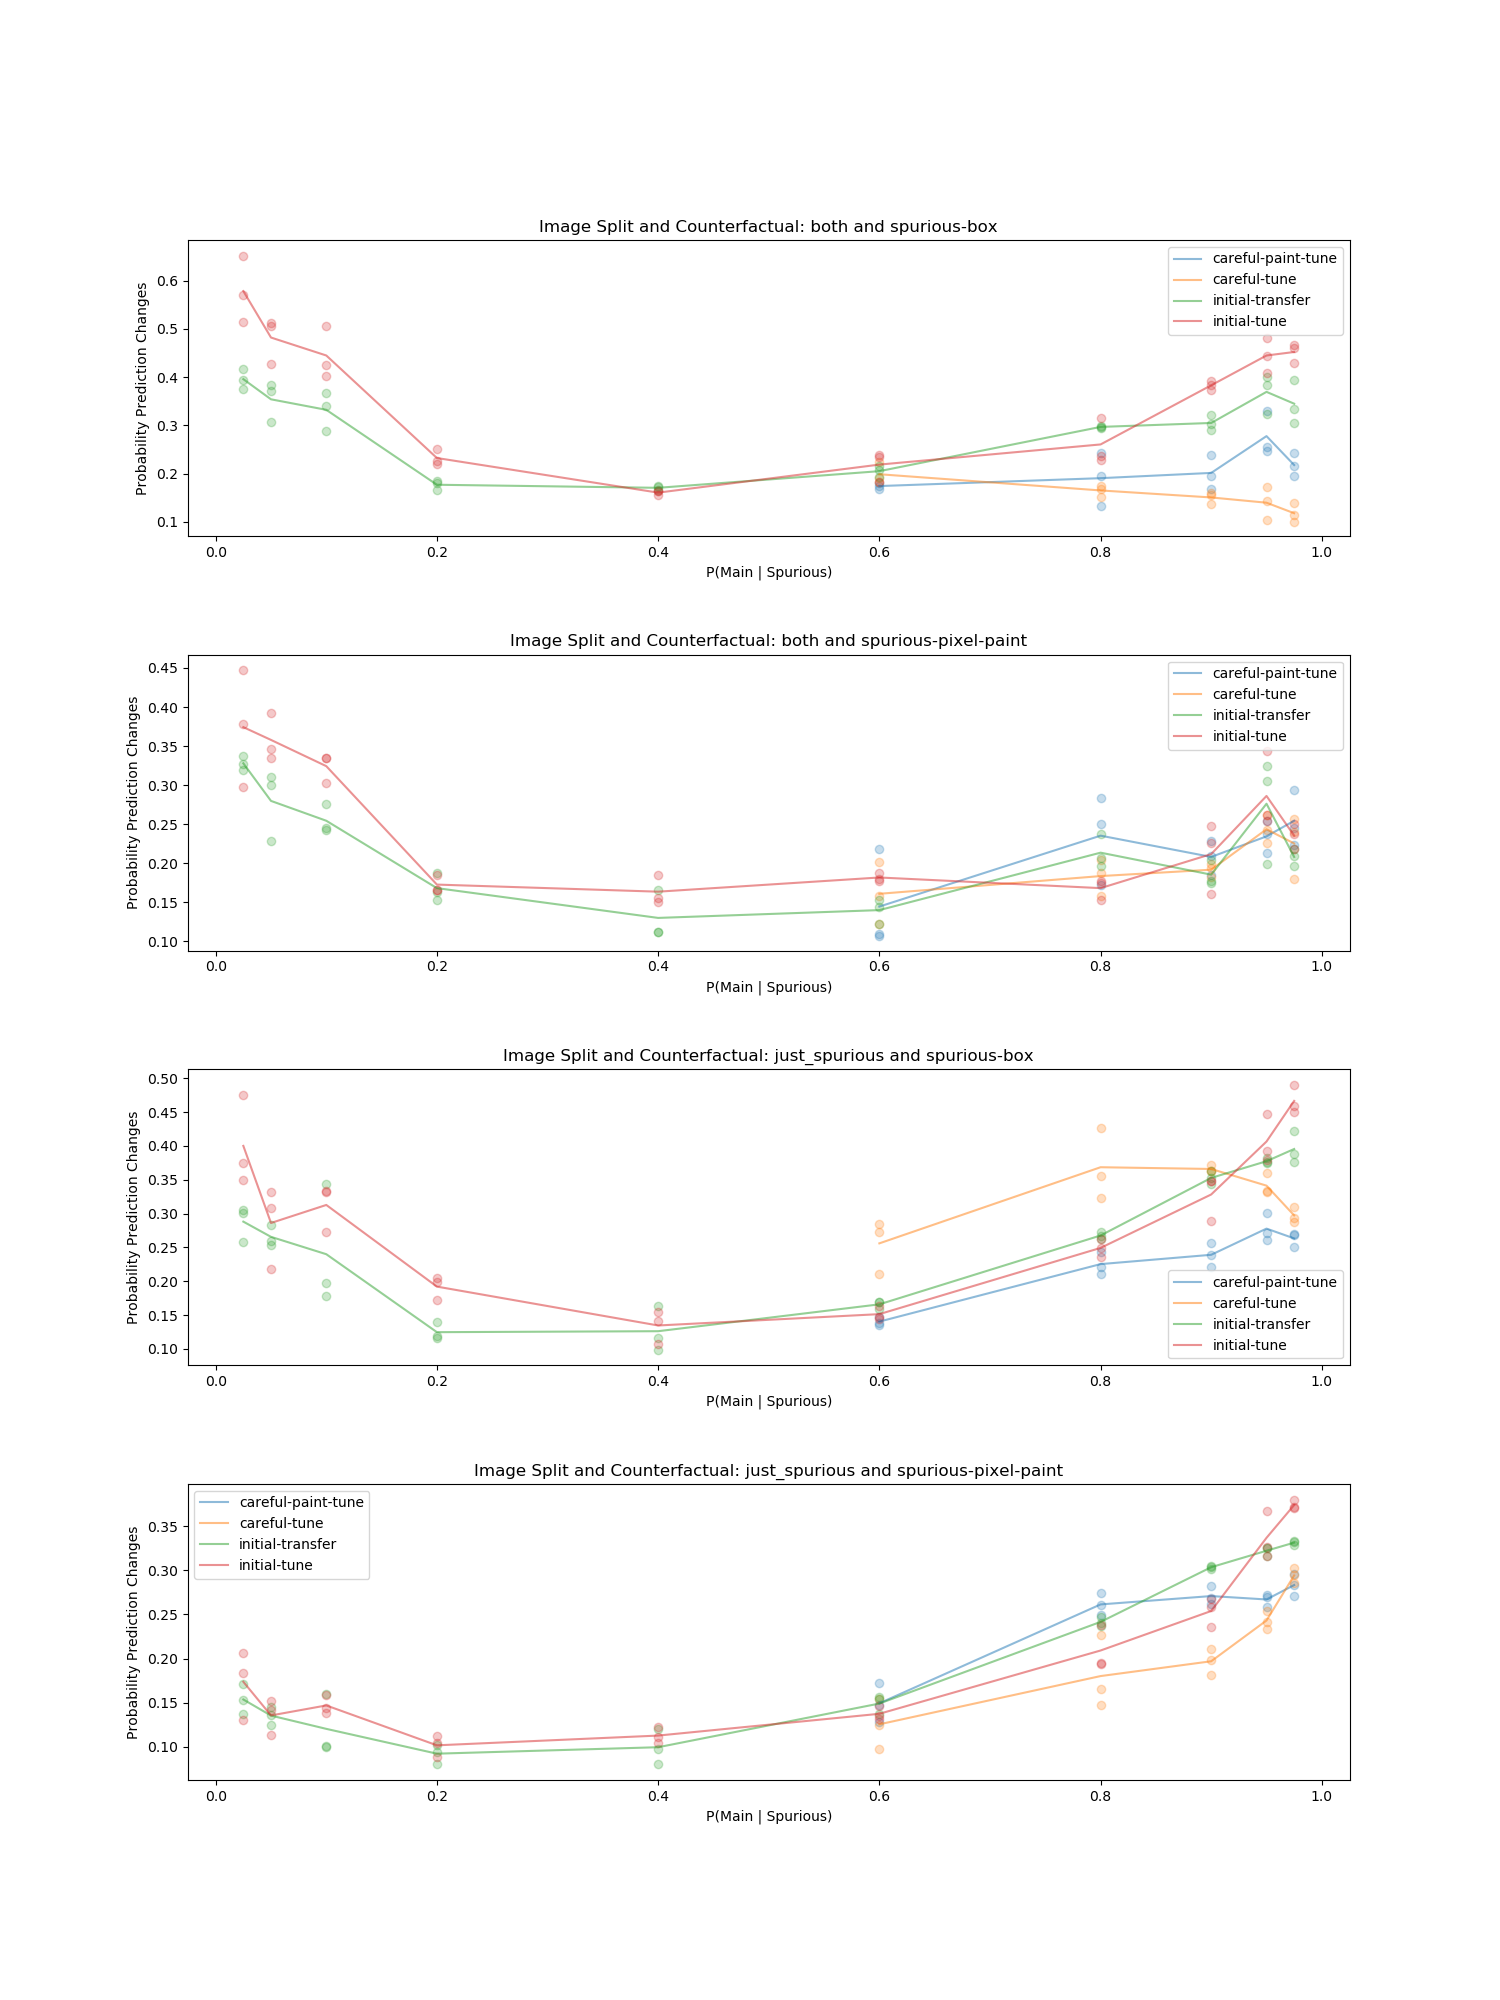 Image Split and Counterfactual: both and spurious-box
Probability Prediction Changes
0.6
0.5
0.4
0.3
0.2
0.1
careful-paint-tune
careful-tune
initial-transfer
initial-tune
0.0 0.2 0.4 0.6 0.8 1.0
P(Main | Spurious)
Image Split and Counterfactual: both and spurious-pixel-paint
Probability Prediction Changes
0.45
0.40
0.35
0.30
0.25
0.20
0.15
0.10
careful-paint-tune
careful-tune
initial-transfer
initial-tune
0.0 0.2 0.4 0.6 0.8 1.0
P(Main | Spurious)
Image Split and Counterfactual: just_spurious and spurious-box
Probability Prediction Changes
0.50
0.45
0.40
0.35
0.30
0.25
0.20
0.15
0.10
careful-paint-tune
careful-tune
initial-transfer
initial-tune
0.0 0.2 0.4 0.6 0.8 1.0
P(Main | Spurious)
Image Split and Counterfactual: just_spurious and spurious-pixel-paint
Probability Prediction Changes
0.35
0.30
0.25
0.20
0.15
0.10
careful-paint-tune
careful-tune
initial-transfer
initial-tune
0.0 0.2 0.4 0.6 0.8 1.0
P(Main | Spurious)